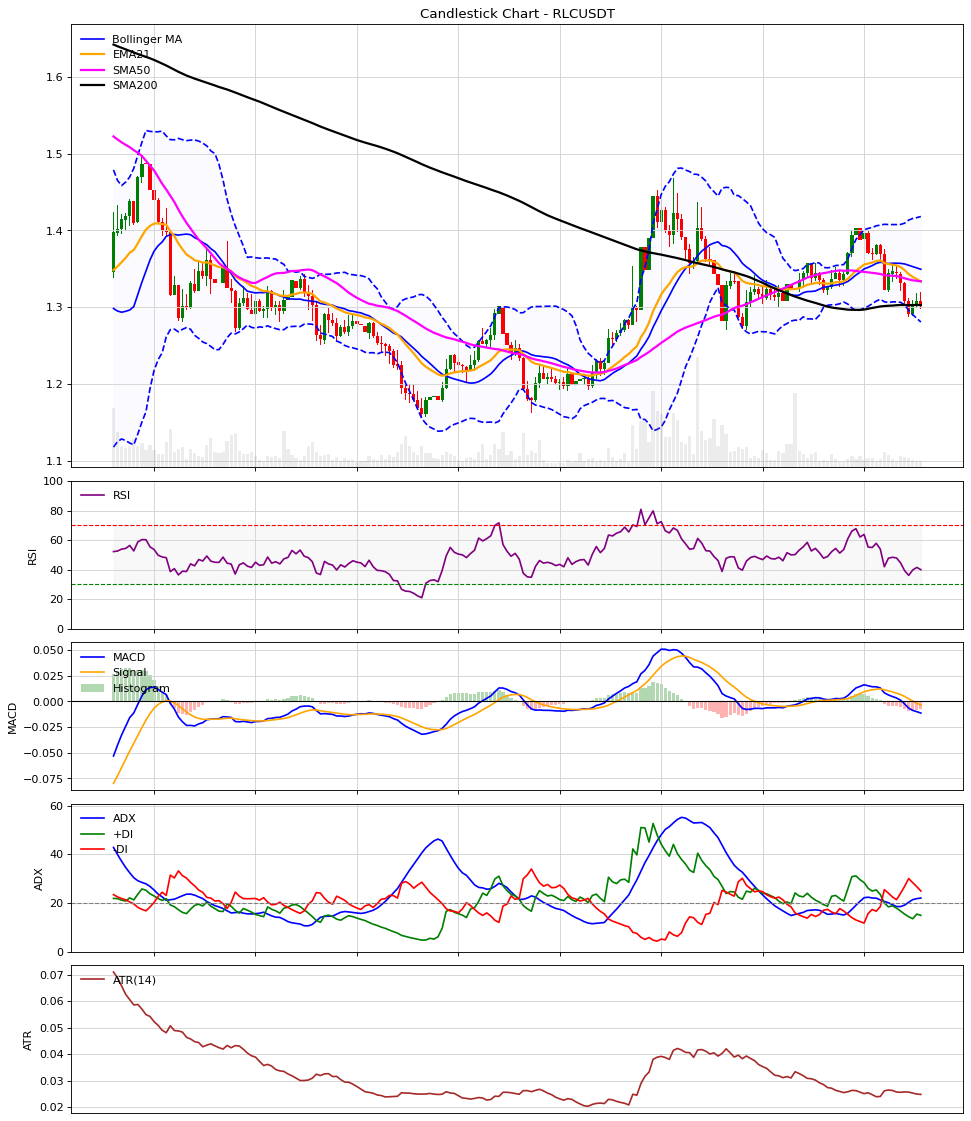 Candlestick Chart - RLCUSDT
Bollinger MA
EMA21
SMA50
SMA200
1.6
1.5
1.4
1.3
1.2
1.1
100
80
60
40
20
0
RSI
RSI
0.050
0.025
0.000
−0.025
−0.050
−0.075
MACD
MACD
Signal
Histogram
60
40
20
0
ADX
ADX
+DI
-DI
0.07
0.06
0.05
0.04
0.03
0.02
ATR
ATR(14)